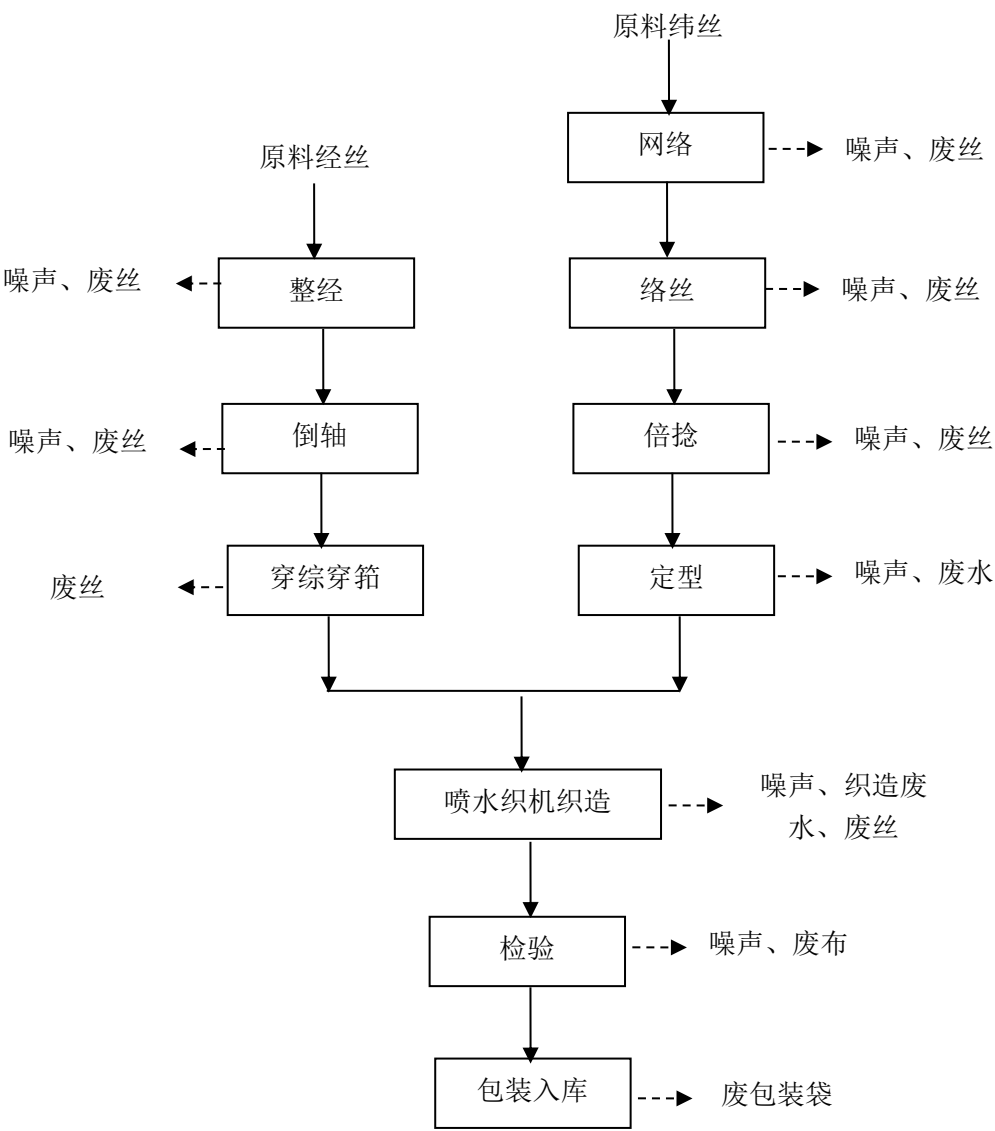 原料纬丝
网络
噪声、废丝
原料经丝
噪声、废丝
整经
络丝
噪声、废丝
噪声、废丝
倒轴
倍捻
噪声、废丝
废丝
穿综穿筘
定型
噪声、废水
喷水织机织造
噪声、织造废
水、废丝
检验
噪声、废布
包装入库
废包装袋